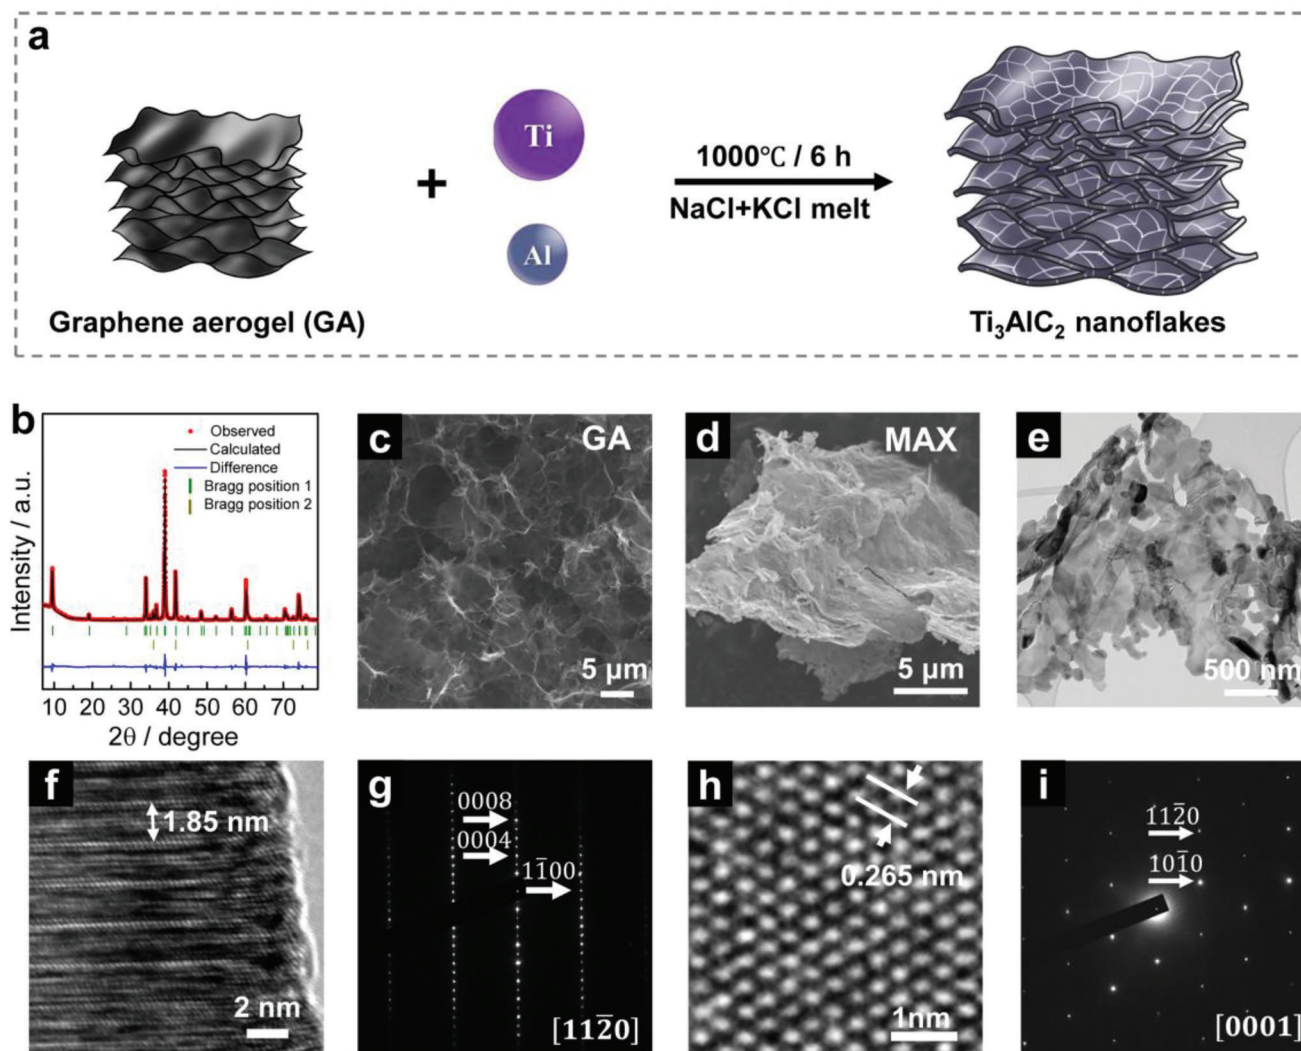 a
Ti
Al
+
1000℃ / 6 h
NaCl+KCl melt
Graphene aerogel (GA)
Ti₃AlC₂ nanoflakes
b
Observed
Calculated
Difference
Bragg position 1
Bragg position 2
Intensity / a.u.
10 20 30 40 50 60 70
2θ / degree
c
GA
5 μm
d
MAX
5 μm
e
500 nm
f
1.85 nm
2 nm
g
0008
0004
11̅00
[112̅0]
h
0.265 nm
1nm
i
112̅0
101̅0
[0001]